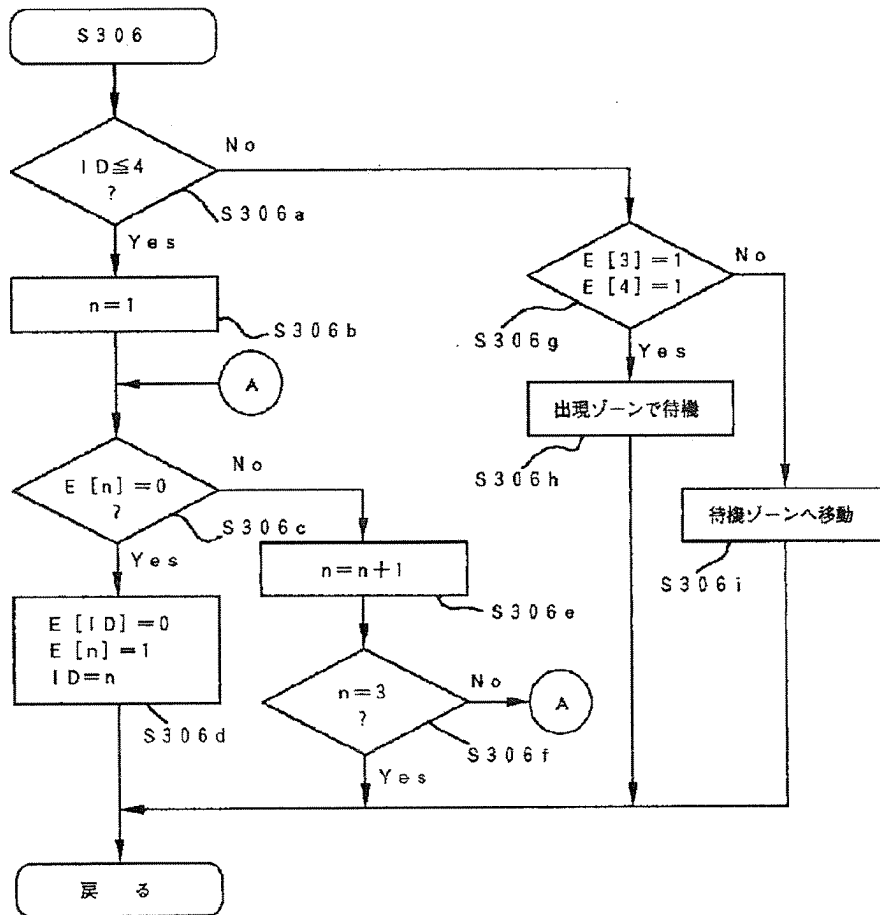 S306
ID≦4
?
No
S306a
Yes
n=1
S306b
A
E[n]=0
?
No
S306c
Yes
E[ID]=0
E[n]=1
ID=n
S306d
n=n+1
S306e
n=3
?
No
A
S306f
Yes
E[3]=1
E[4]=1
No
S306g
Yes
出現ゾーンで待機
S306h
待機ゾーンへ移動
S306i
戻る